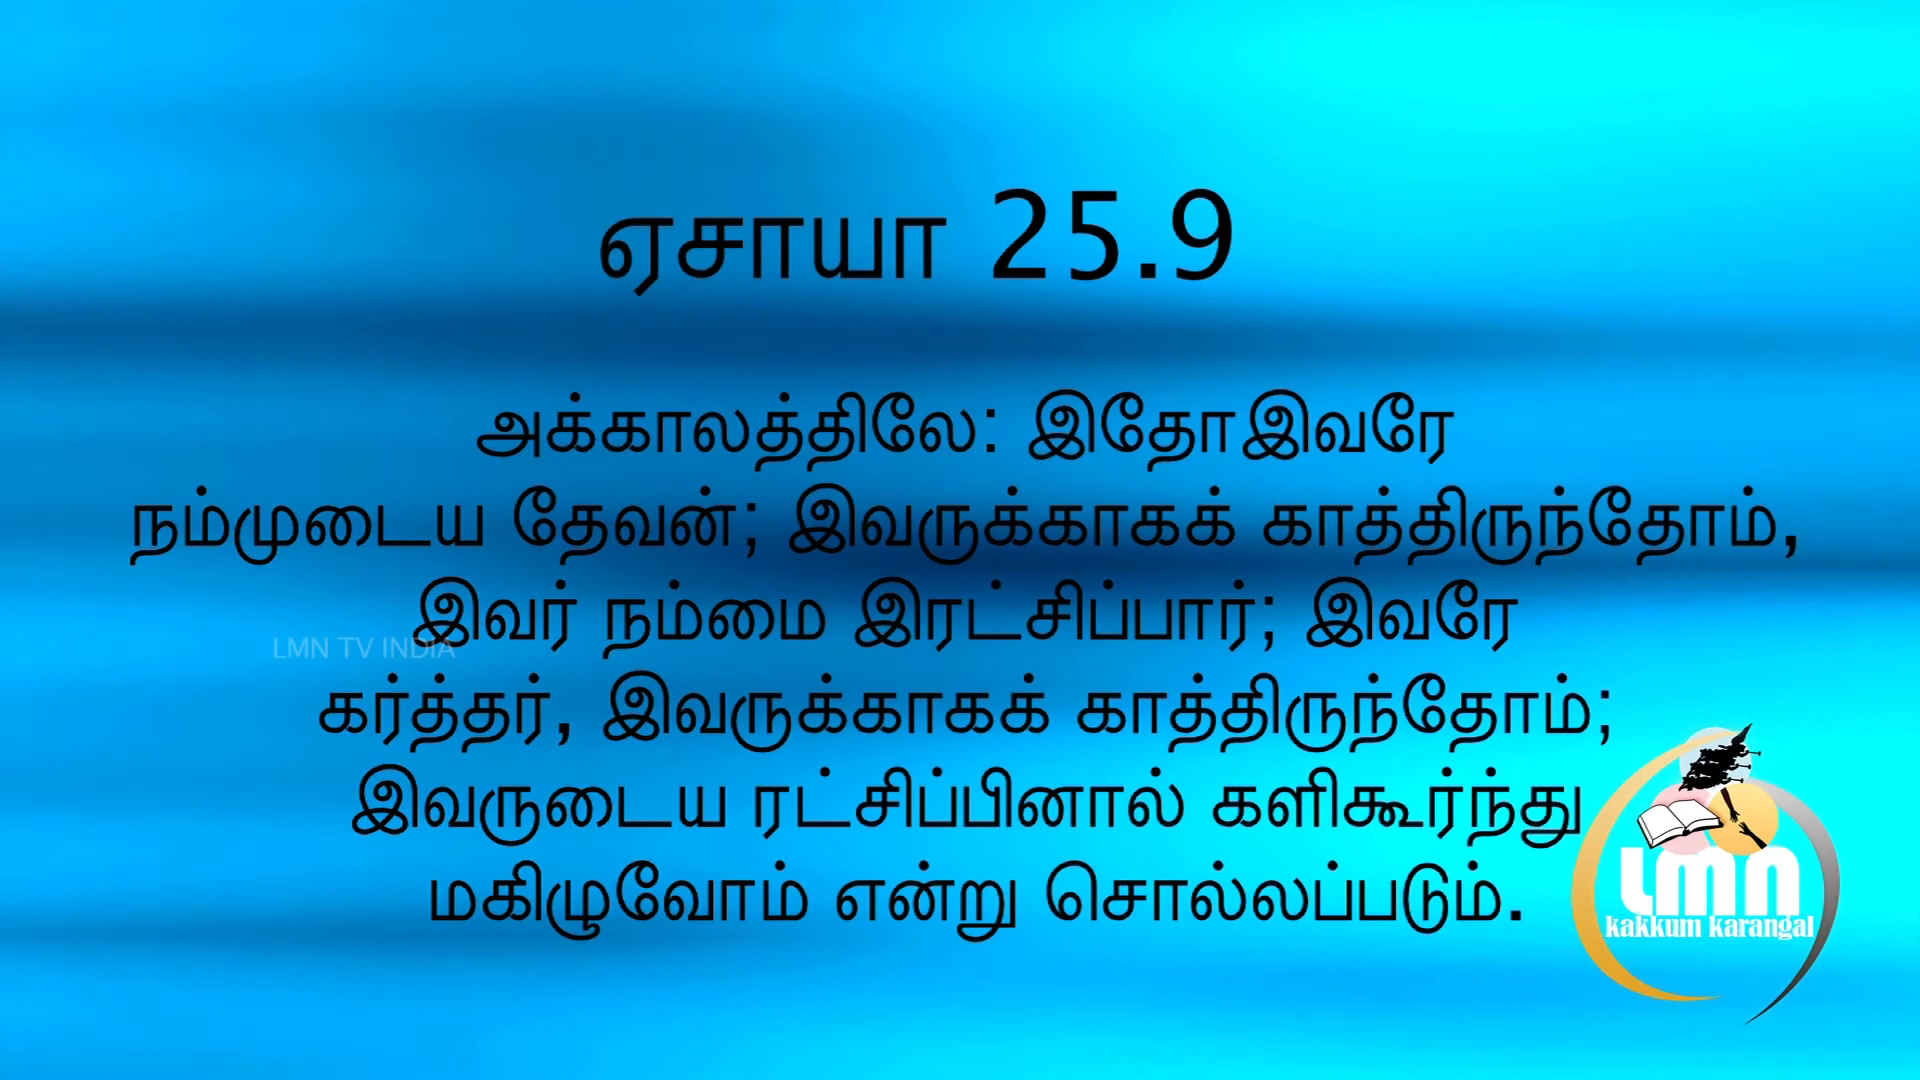 ஏசாயா 25.9
அக்காலத்திலே: இதோஇவரே
நம்முடைய தேவன்; இவருக்காகக் காத்திருந்தோம்,
இவர் நம்மை இரட்சிப்பார்; இவரே
LMN TV INDIA
கர்த்தர், இவருக்காகக் காத்திருந்தோம்;
இவருடைய ரட்சிப்பினால் களிகூர்ந்து
மகிழுவோம் என்று சொல்லப்படும்.
LMN
kakkum karangal